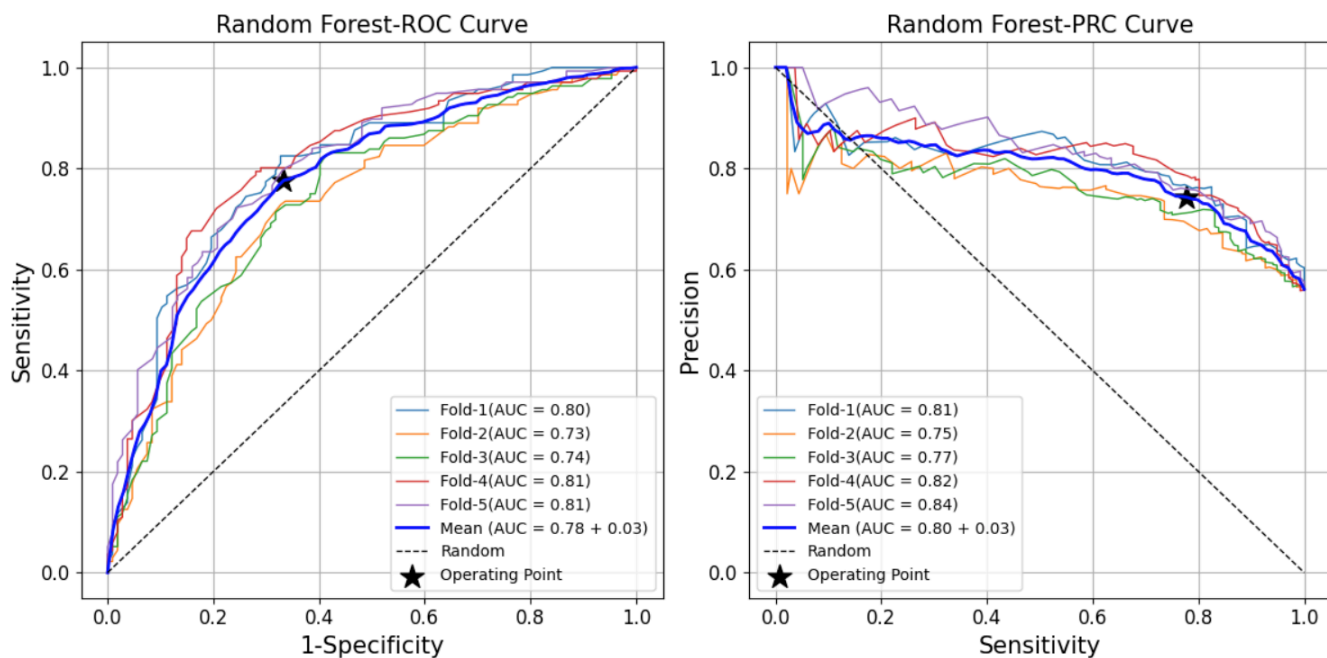 Random Forest-ROC Curve
Sensitivity
1.0
0.8
0.6
0.4
0.2
0.0
Fold-1(AUC = 0.80)
Fold-2(AUC = 0.73)
Fold-3(AUC = 0.74)
Fold-4(AUC = 0.81)
Fold-5(AUC = 0.81)
Mean (AUC = 0.78 + 0.03)
Random
Operating Point
0.0 0.2 0.4 0.6 0.8 1.0
1-Specificity
Random Forest-PRC Curve
Precision
1.0
0.8
0.6
0.4
0.2
0.0
Fold-1(AUC = 0.81)
Fold-2(AUC = 0.75)
Fold-3(AUC = 0.77)
Fold-4(AUC = 0.82)
Fold-5(AUC = 0.84)
Mean (AUC = 0.80 + 0.03)
Random
Operating Point
0.0 0.2 0.4 0.6 0.8 1.0
Sensitivity